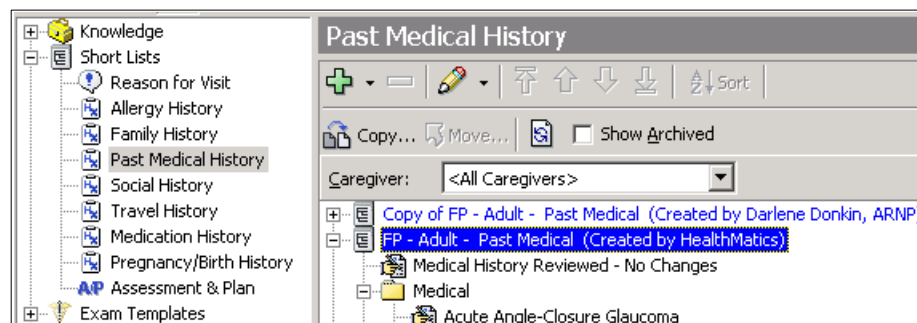 Knowledge
Short Lists
Reason for Visit
Allergy History
Family History
Past Medical History
Social History
Travel History
Medication History
Pregnancy/Birth History
A/P Assessment & Plan
Exam Templates
Past Medical History
Sort
Copy... Move... Show Archived
Caregiver: <All Caregivers>
Copy of FP - Adult - Past Medical (Created by Darlene Donkin, ARNP)
FP - Adult - Past Medical (Created by HealthMatics)
Medical History Reviewed - No Changes
Medical
Acute Angle-Closure Glaucoma